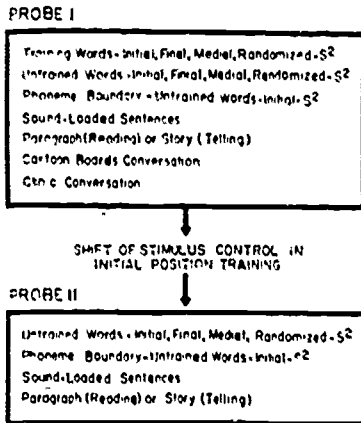 PROBE I
Training Words - Initial, Final, Medial, Randomized - S²
Untrained Words - Initial, Final, Medial, Randomized - S²
Phoneme Boundary - Untrained Words - Initial - S²
Sound-Loaded Sentences
Paragraph (Reading) or Story (Telling)
Cartoon Boards Conversation
Clinic Conversation
SHIFT OF STIMULUS CONTROL IN
INITIAL POSITION TRAINING
PROBE II
Untrained Words - Initial, Final, Medial, Randomized - S²
Phoneme Boundary - Untrained Words - Initial - S²
Sound-Loaded Sentences
Paragraph (Reading) or Story (Telling)